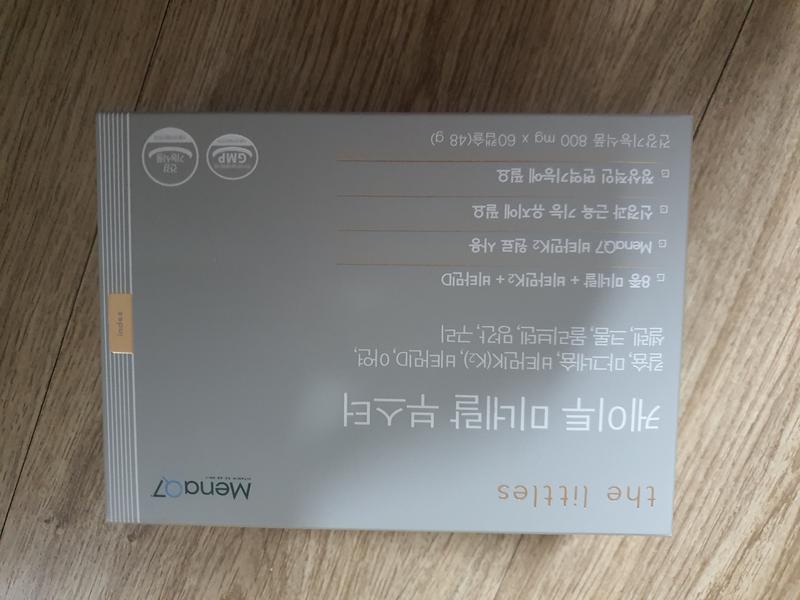 the littles
MenaQ7
케이투 미네랄 부스터
칼슘, 마그네슘, 비타민K(K2), 비타민D, 아연,
셀렌, 크롬, 몰리브덴, 망간, 구리
8종 미네랄 + 비타민K2 + 비타민D
MenaQ7 비타민K2 원료 사용
신경과 근육 기능 유지에 필요
정상적인 면역기능에 필요
건강기능식품 800 mg x 60캡슐(48 g)
index
GMP
건강
기능식품